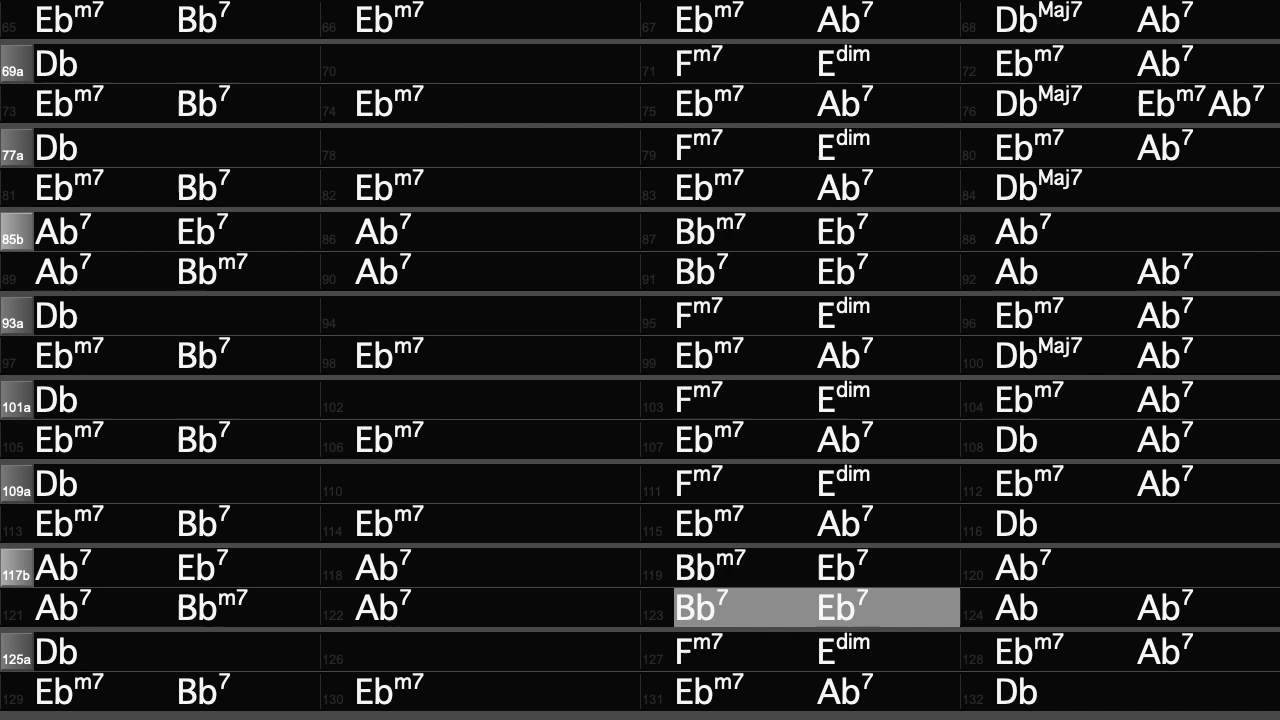 65 Ebm7 Bb7 66 Ebm7 67 Ebm7 Ab7 68 DbMaj7 Ab7
69a Db 70 71 Fm7 Edim 72 Ebm7 Ab7
73 Ebm7 Bb7 74 Ebm7 75 Ebm7 Ab7 76 DbMaj7 Ebm7 Ab7
77a Db 78 79 Fm7 Edim 80 Ebm7 Ab7
81 Ebm7 Bb7 82 Ebm7 83 Ebm7 Ab7 84 DbMaj7
85b Ab7 Eb7 86 Ab7 87 Bbm7 Eb7 88 Ab7
89 Ab7 Bbm7 90 Ab7 91 Bb7 Eb7 92 Ab Ab7
93a Db 94 95 Fm7 Edim 96 Ebm7 Ab7
97 Ebm7 Bb7 98 Ebm7 99 Ebm7 Ab7 100 DbMaj7 Ab7
101a Db 102 103 Fm7 Edim 104 Ebm7 Ab7
105 Ebm7 Bb7 106 Ebm7 107 Ebm7 Ab7 108 Db Ab7
109a Db 110 111 Fm7 Edim 112 Ebm7 Ab7
113 Ebm7 Bb7 114 Ebm7 115 Ebm7 Ab7 116 Db
117b Ab7 Eb7 118 Ab7 119 Bbm7 Eb7 120 Ab7
121 Ab7 Bbm7 122 Ab7 123 Bb7 Eb7 124 Ab Ab7
125a Db 126 127 Fm7 Edim 128 Ebm7 Ab7
129 Ebm7 Bb7 130 Ebm7 131 Ebm7 Ab7 132 Db